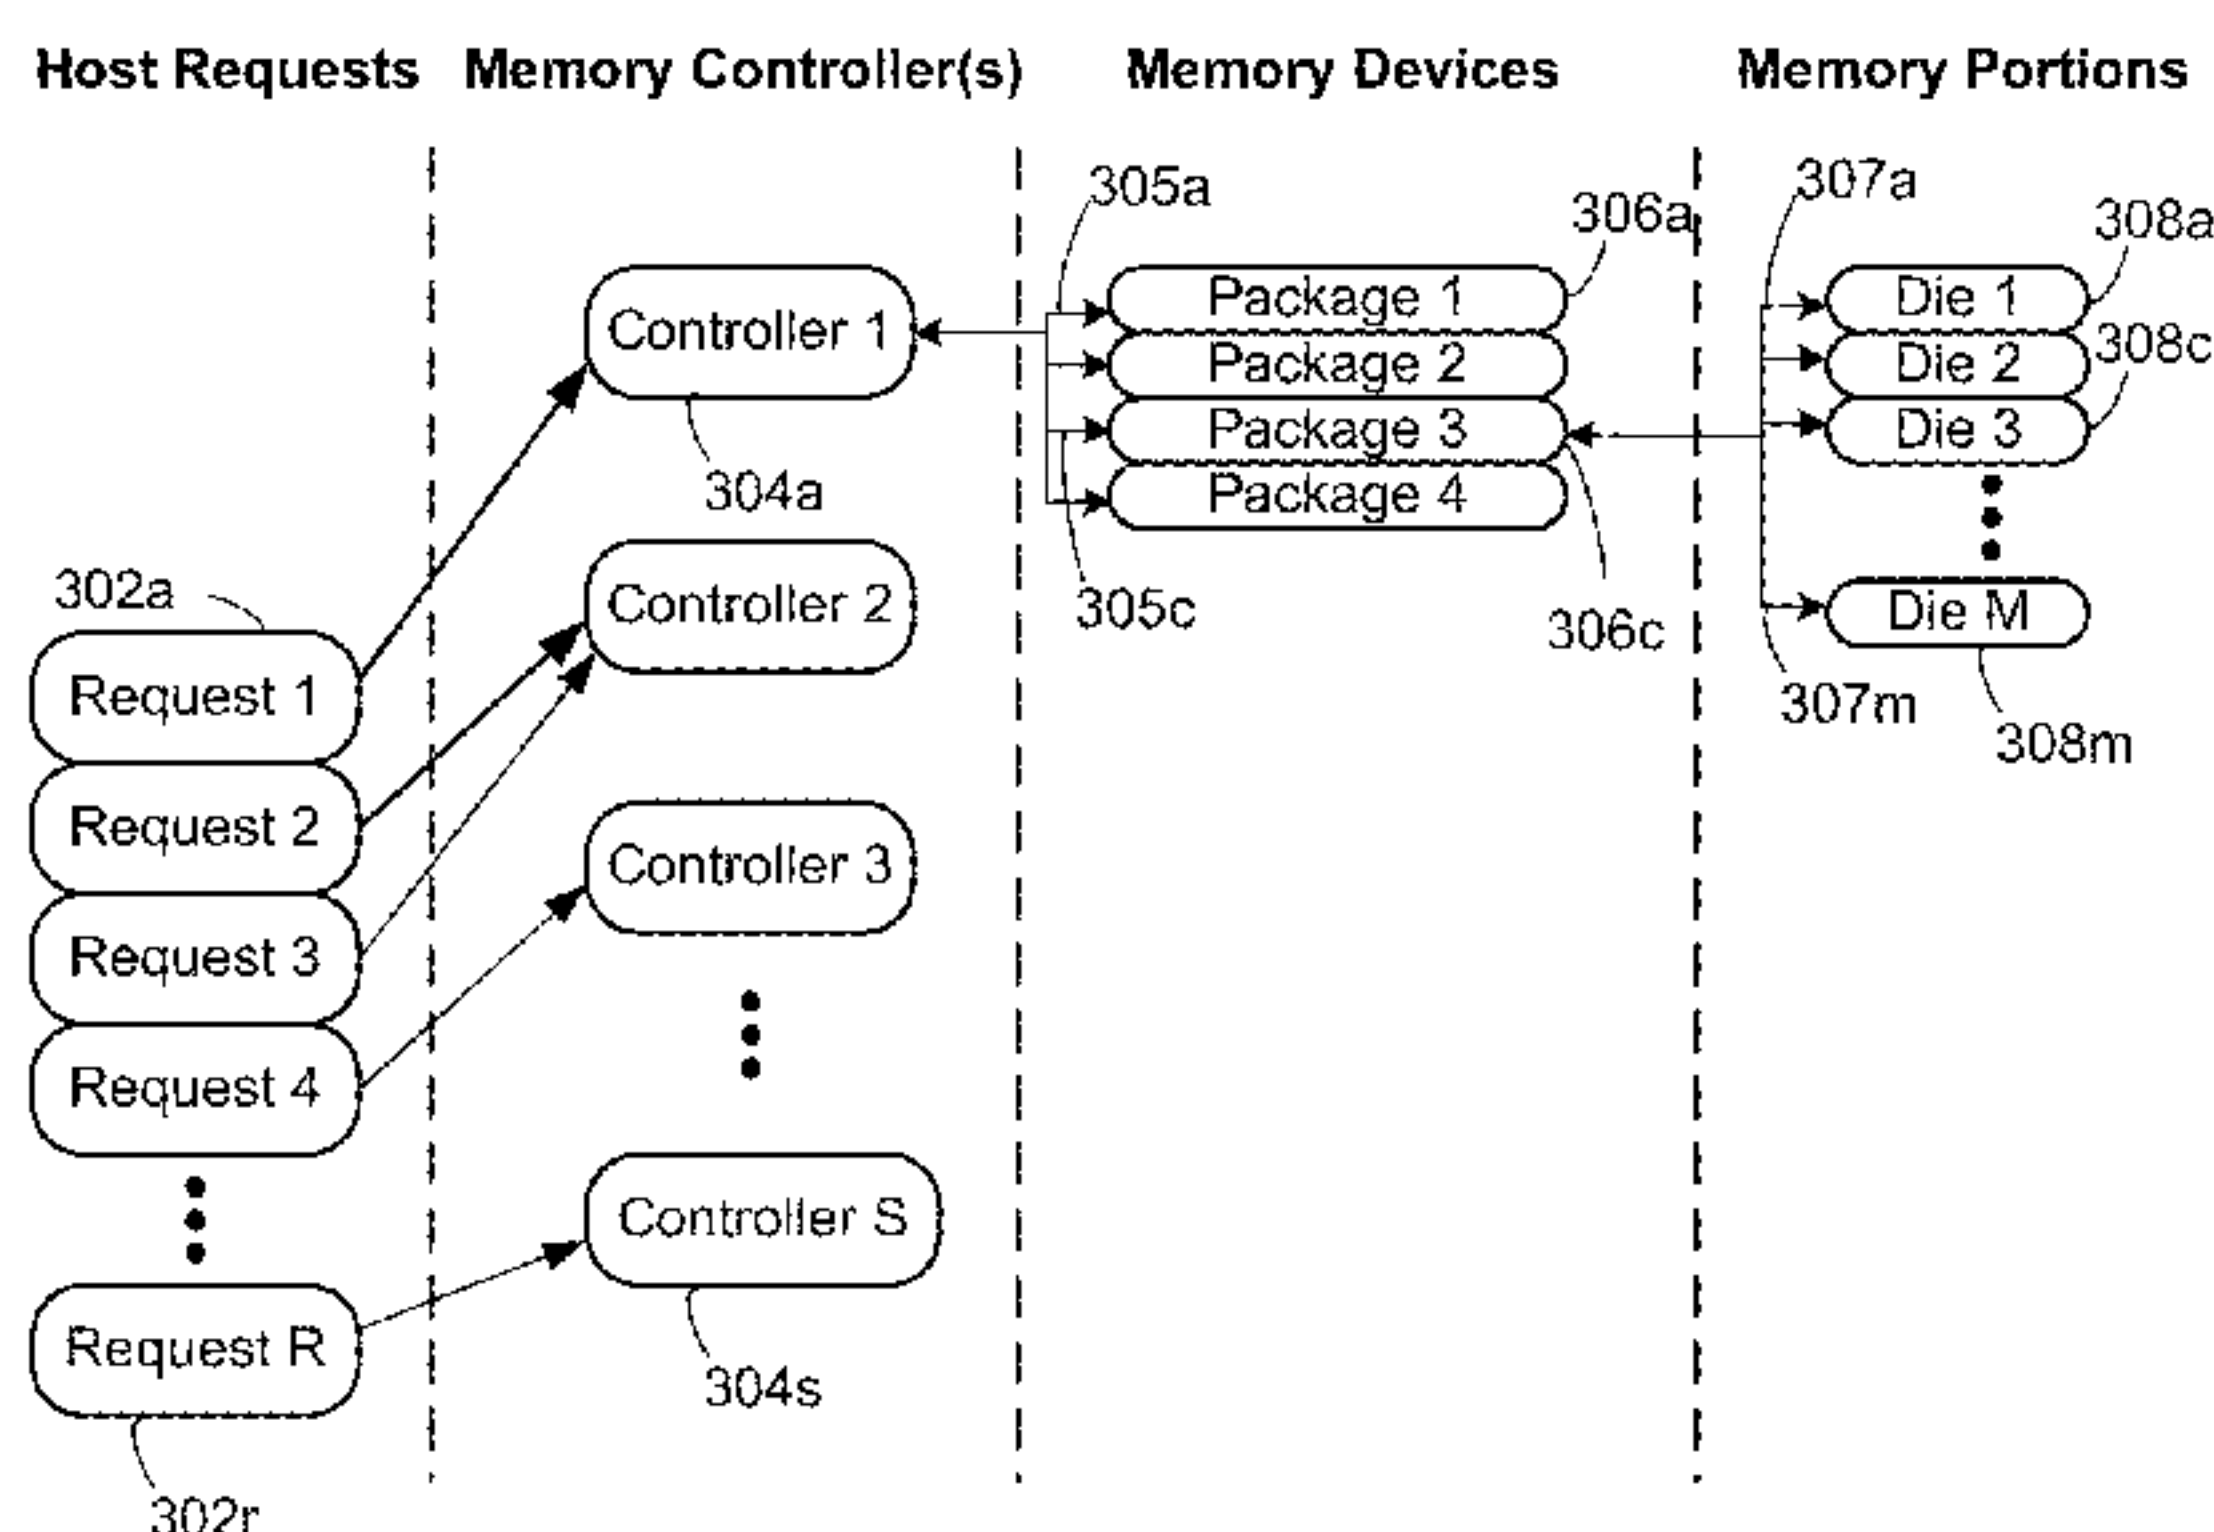 Host Requests
Memory Controller(s)
Memory Devices
Memory Portions
302a
Request 1
Request 2
Request 3
Request 4
Request R
302r
Controller 1
304a
Controller 2
Controller 3
Controller S
304s
305a
306a
Package 1
Package 2
Package 3
Package 4
305c
306c
307a
308a
Die 1
308c
Die 2
Die 3
Die M
307m
308m